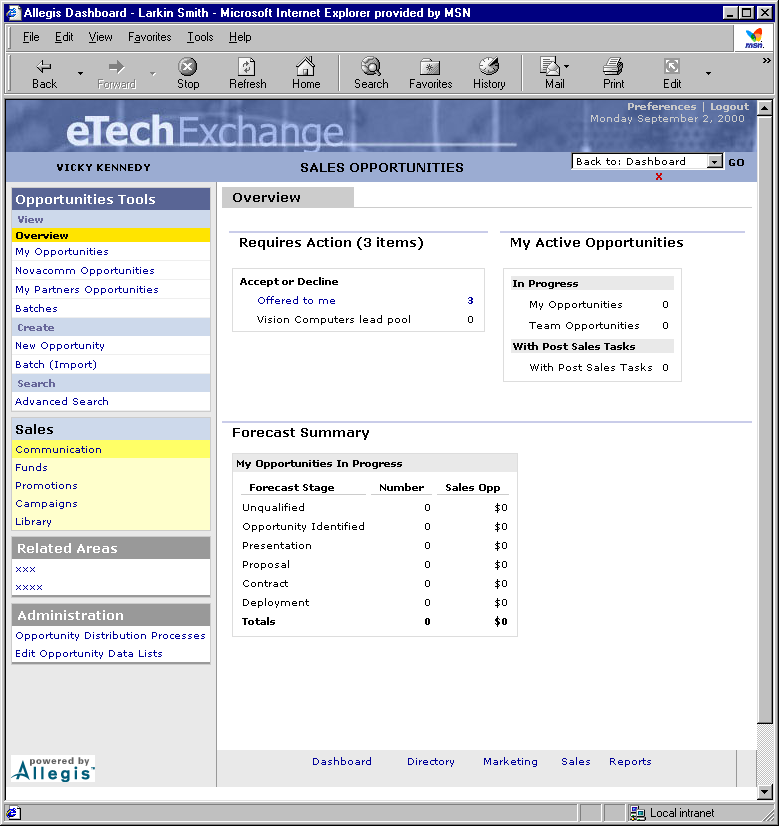 Allegis Dashboard - Larkin Smith - Microsoft Internet Explorer provided by MSN
File Edit View Favorites Tools Help
msn.
Back Forward Stop Refresh Home Search Favorites History Mail Print Edit
»
Preferences | Logout
Monday September 2, 2000
eTechExchange
VICKY KENNEDY
SALES OPPORTUNITIES
Back to: Dashboard GO
x
Opportunities Tools
View
Overview
My Opportunities
Novacomm Opportunities
My Partners Opportunities
Batches
Create
New Opportunity
Batch (Import)
Search
Advanced Search
Sales
Communication
Funds
Promotions
Campaigns
Library
Related Areas
xxx
xxxx
Administration
Opportunity Distribution Processes
Edit Opportunity Data Lists
powered by
Allegis™
Overview
Requires Action (3 items)
Accept or Decline
Offered to me 3
Vision Computers lead pool 0
My Active Opportunities
In Progress
My Opportunities 0
Team Opportunities 0
With Post Sales Tasks
With Post Sales Tasks 0
Forecast Summary
My Opportunities In Progress
Forecast Stage Number Sales Opp
Unqualified 0 $0
Opportunity Identified 0 $0
Presentation 0 $0
Proposal 0 $0
Contract 0 $0
Deployment 0 $0
Totals 0 $0
Dashboard Directory Marketing Sales Reports
Local intranet